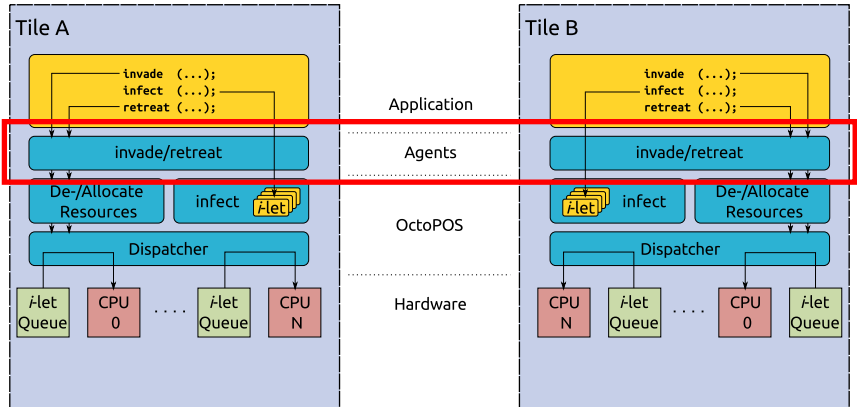 Tile A
invade (...);
infect (...);
retreat (...);
invade/retreat
De-/Allocate
Resources
infect
i-let
Dispatcher
i-let
Queue
CPU
0
. . . .
i-let
Queue
CPU
N
Application
Agents
OctoPOS
Hardware
Tile B
invade (...);
infect (...);
retreat (...);
invade/retreat
i-let
infect
De-/Allocate
Resources
Dispatcher
CPU
N
i-let
Queue
. . . .
CPU
0
i-let
Queue